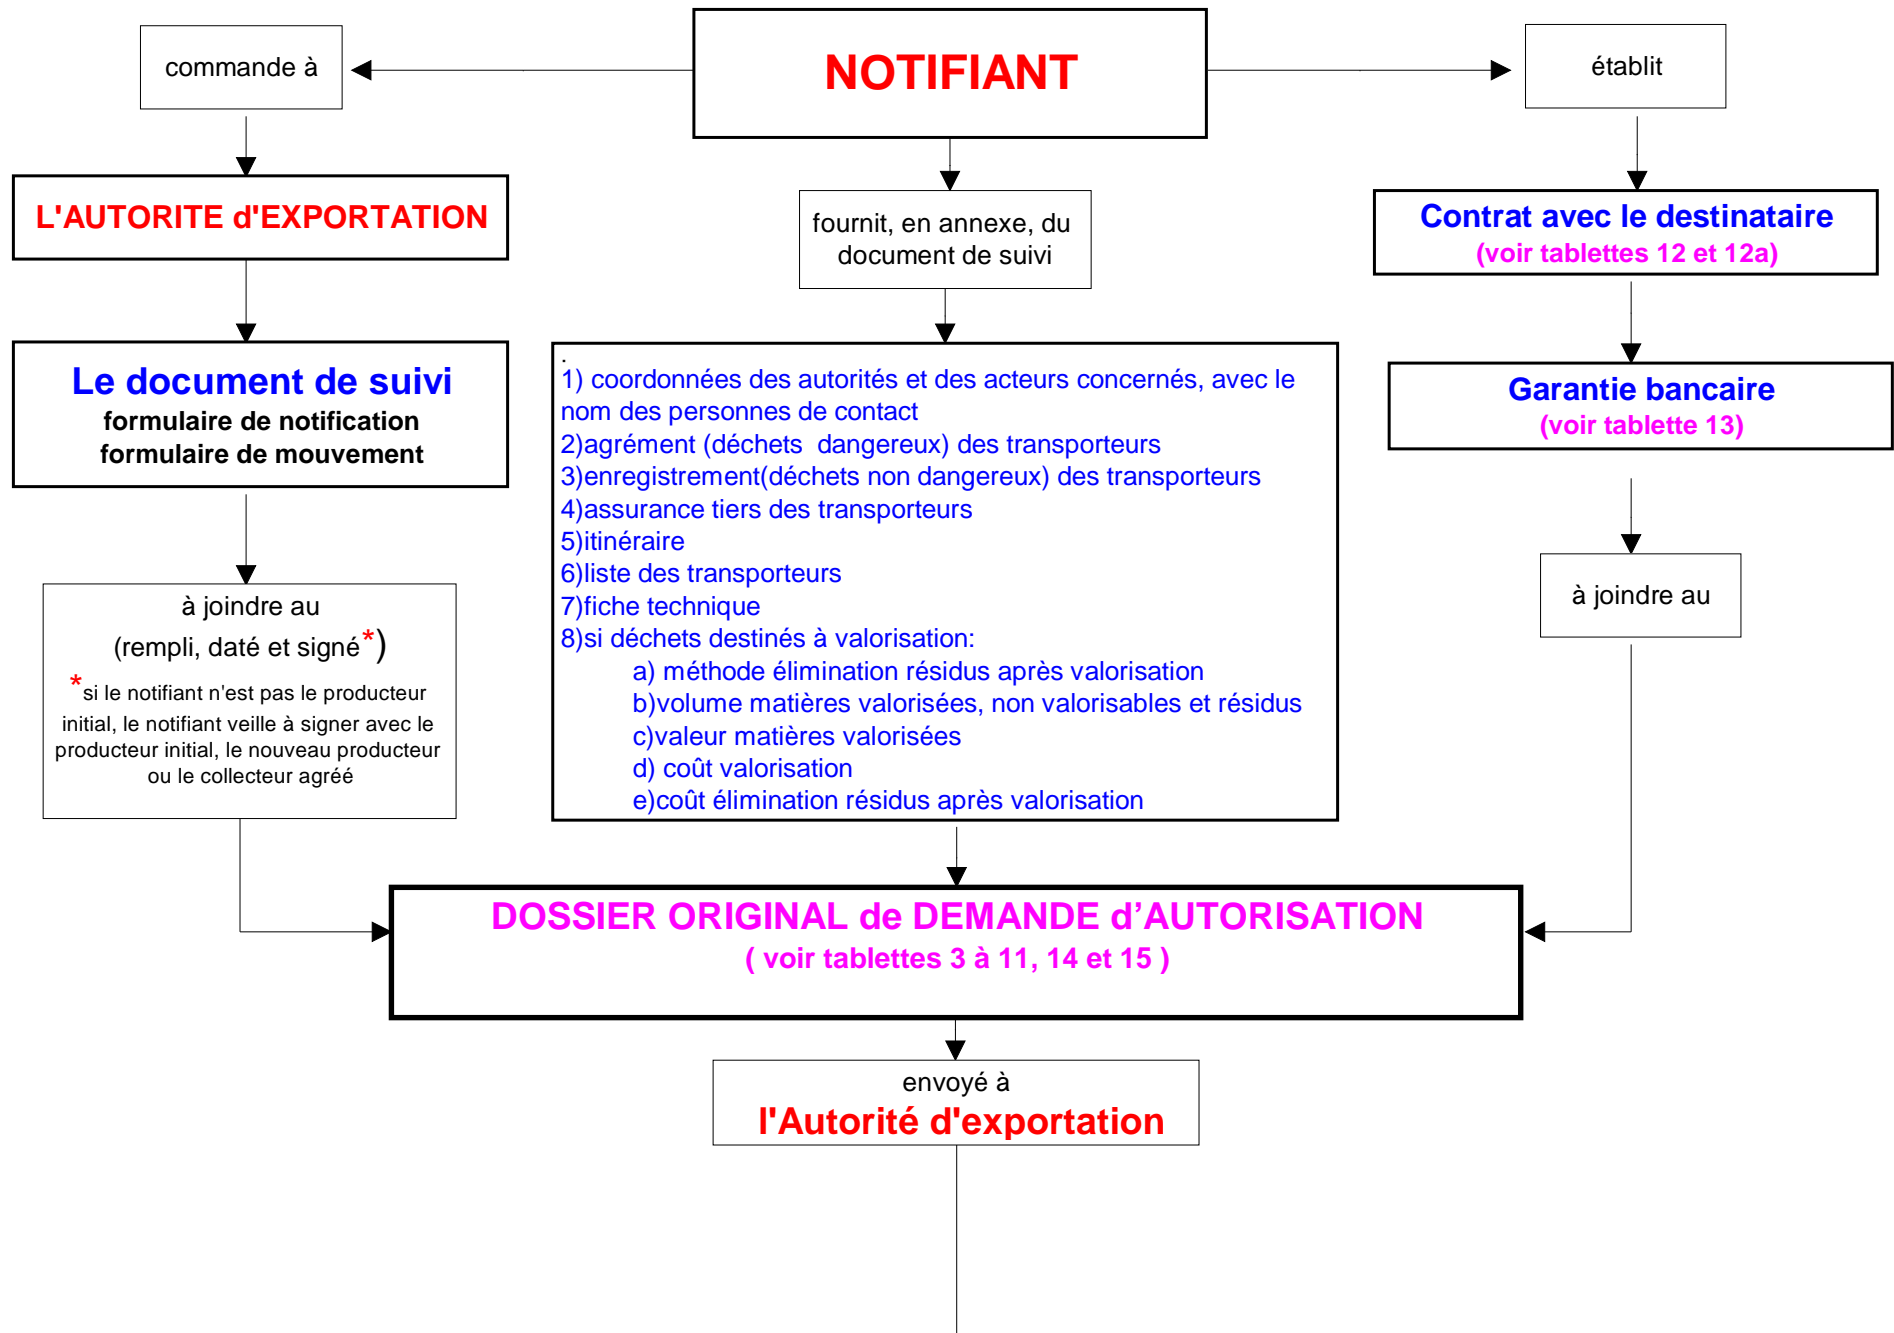 commande à
NOTIFIANT
établit
L'AUTORITE d'EXPORTATION
fournit, en annexe, du
document de suivi
Contrat avec le destinataire
(voir tablettes 12 et 12a)
Le document de suivi
formulaire de notification
formulaire de mouvement
.
1) coordonnées des autorités et des acteurs concernés, avec le
nom des personnes de contact
2)agrément (déchets  dangereux) des transporteurs
3)enregistrement(déchets non dangereux) des transporteurs
4)assurance tiers des transporteurs
5)itinéraire
6)liste des transporteurs
7)fiche technique
8)si déchets destinés à valorisation:
a) méthode élimination résidus après valorisation
b)volume matières valorisées, non valorisables et résidus
c)valeur matières valorisées
d) coût valorisation
e)coût élimination résidus après valorisation
Garantie bancaire
(voir tablette 13)
à joindre au
(rempli, daté et signé*)
*si le notifiant n'est pas le producteur
initial, le notifiant veille à signer avec le
producteur initial, le nouveau producteur
ou le collecteur agréé
à joindre au
DOSSIER ORIGINAL de DEMANDE d’AUTORISATION
( voir tablettes 3 à 11, 14 et 15 )
envoyé à
l'Autorité d'exportation